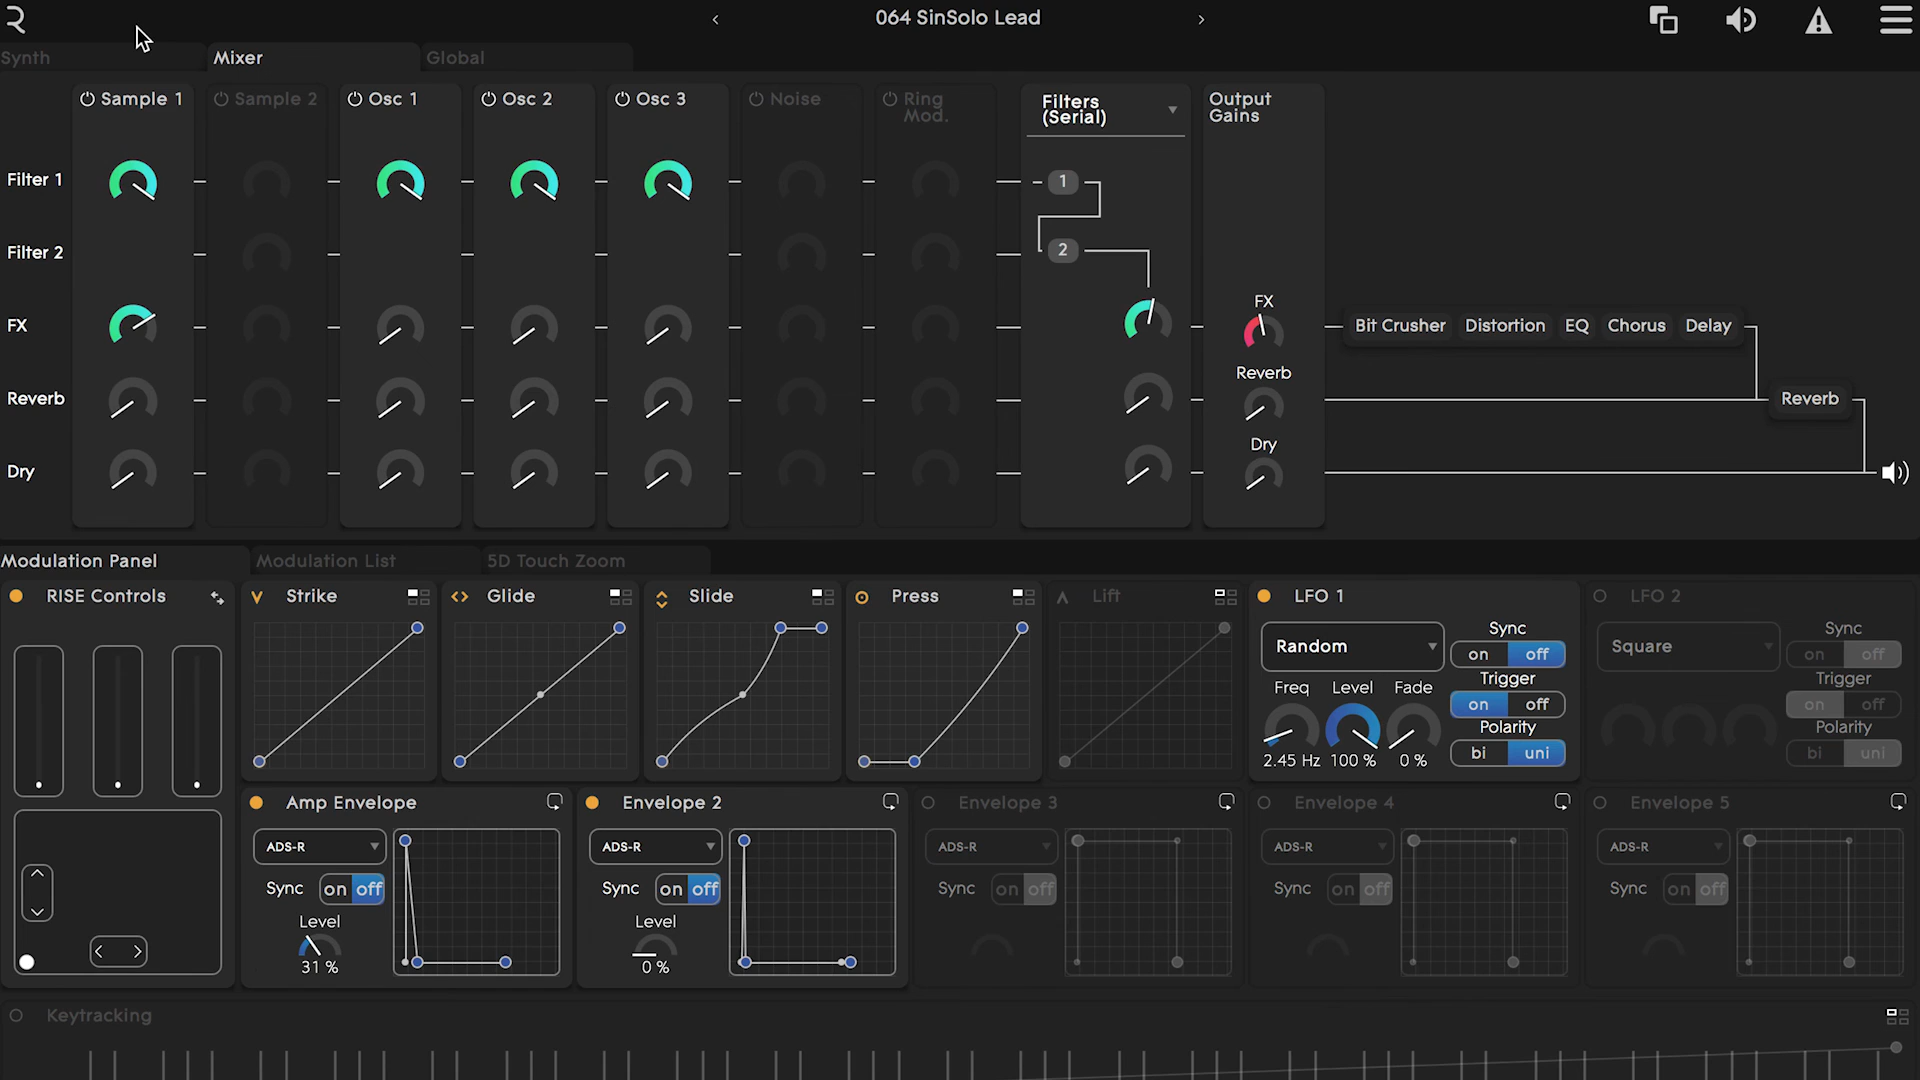 064 SinSolo Lead
Synth
Mixer
Global
Sample 1
Sample 2
Osc 1
Osc 2
Osc 3
Noise
Ring
Mod.
Filters
(Serial)
Output
Gains
Filter 1
1
Filter 2
2
FX
FX
Bit Crusher
Distortion
EQ
Chorus
Delay
Reverb
Reverb
Reverb
Dry
Dry
Modulation Panel
Modulation List
5D Touch Zoom
RISE Controls
Strike
Glide
Slide
Press
Lift
LFO 1
Random
Sync
on off
Trigger
on off
Polarity
bi uni
Freq Level Fade
2.45 Hz 100 % 0 %
LFO 2
Square
Sync
on off
Trigger
on off
Polarity
bi uni
Amp Envelope
ADS-R
Sync on off
Level
31 %
Envelope 2
ADS-R
Sync on off
Level
0 %
Envelope 3
ADS-R
Sync on off
Envelope 4
ADS-R
Sync on off
Envelope 5
ADS-R
Sync on off
Keytracking